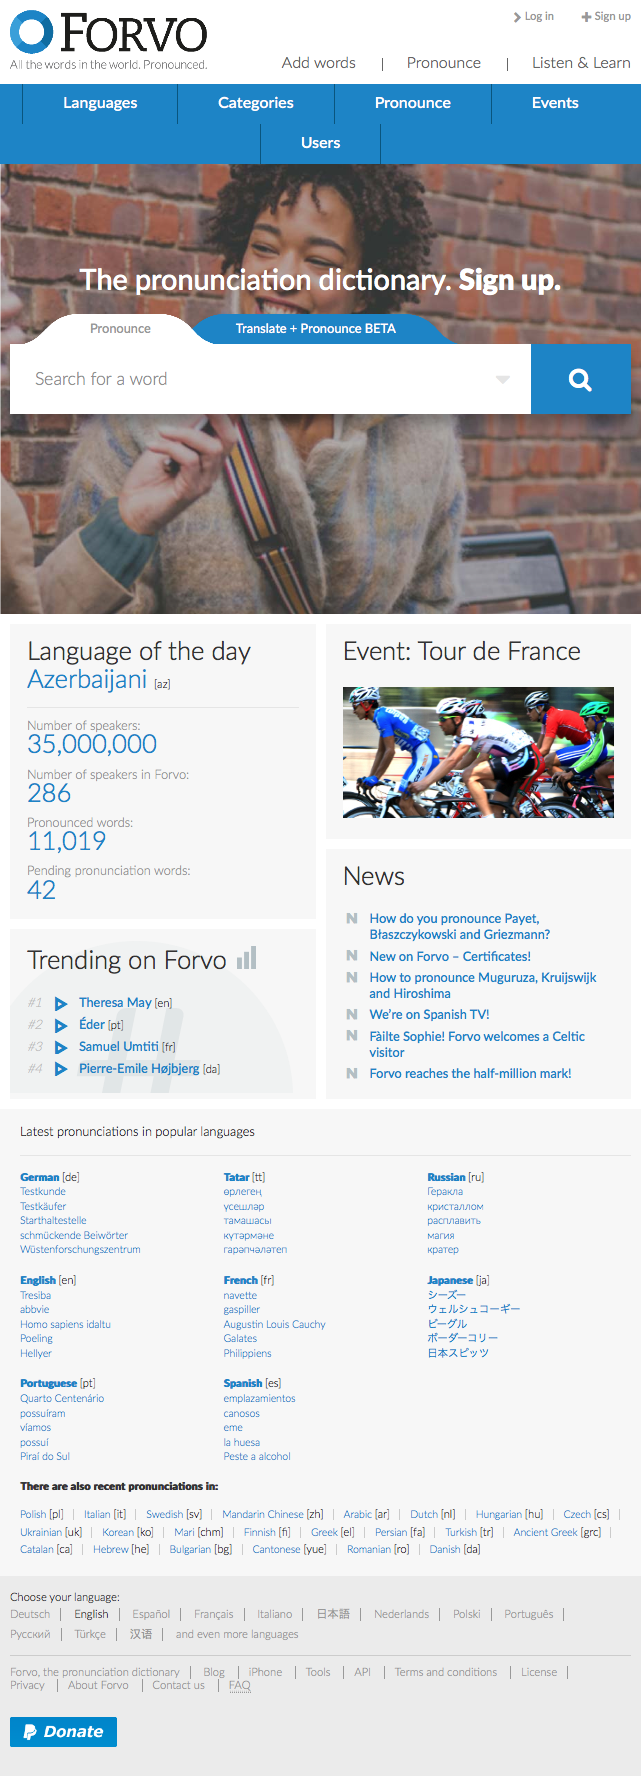 FORVO
All the words in the world. Pronounced.
Log in
Sign up
Add words | Pronounce | Listen & Learn
Languages
Categories
Pronounce
Events
Users
The pronunciation dictionary. Sign up.
Pronounce
Translate + Pronounce BETA
Search for a word
Language of the day
Azerbaijani [az]
Number of speakers:
35,000,000
Number of speakers in Forvo:
286
Pronounced words:
11,019
Pending pronunciation words:
42
Trending on Forvo
#1 Theresa May [en]
#2 Éder [pt]
#3 Samuel Umtiti [fr]
#4 Pierre-Emile Højbjerg [da]
Event: Tour de France
News
N How do you pronounce Payet,
Błaszczykowski and Griezmann?
N New on Forvo – Certificates!
N How to pronounce Muguruza, Kruijswijk
and Hiroshima
N We're on Spanish TV!
N Fàilte Sophie! Forvo welcomes a Celtic
visitor
N Forvo reaches the half-million mark!
Latest pronunciations in popular languages
German [de]
Testkunde
Testkäufer
Starthaltestelle
schmückende Beiwörter
Wüstenforschungszentrum
Tatar [tt]
өрлегең
үсешләр
тамашасы
күтәрмәне
гарәпчәләтеп
Russian [ru]
Геракла
кристаллом
расплавить
магия
кратер
English [en]
Tresiba
abbvie
Homo sapiens idaltu
Poeling
Hellyer
French [fr]
navette
gaspiller
Augustin Louis Cauchy
Galates
Philippiens
Japanese [ja]
シーズー
ウェルシュコーギー
ビーグル
ボーダーコリー
日本スピッツ
Portuguese [pt]
Quarto Centenário
possuíram
víamos
possuí
Piraí do Sul
Spanish [es]
emplazamientos
canosos
eme
la huesa
Peste a alcohol
There are also recent pronunciations in:
Polish [pl] | Italian [it] | Swedish [sv] | Mandarin Chinese [zh] | Arabic [ar] | Dutch [nl] | Hungarian [hu] | Czech [cs] |
Ukrainian [uk] | Korean [ko] | Mari [chm] | Finnish [fi] | Greek [el] | Persian [fa] | Turkish [tr] | Ancient Greek [grc] |
Catalan [ca] | Hebrew [he] | Bulgarian [bg] | Cantonese [yue] | Romanian [ro] | Danish [da]
Choose your language:
Deutsch | English | Español | Français | Italiano | 日本語 | Nederlands | Polski | Português |
Русский | Türkçe | 汉语 | and even more languages
Forvo, the pronunciation dictionary | Blog | iPhone | Tools | API | Terms and conditions | License |
Privacy | About Forvo | Contact us | FAQ
Donate